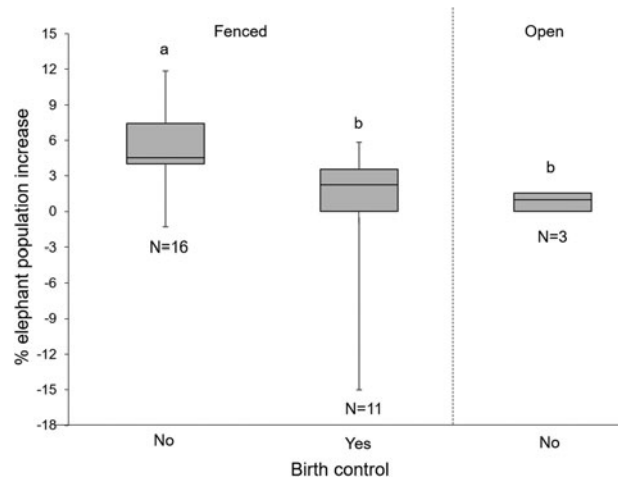 % elephant population increase
15
12
9
6
3
0
-3
-6
-9
-12
-15
-18
Fenced
Open
a
b
b
N=16
N=11
N=3
No
Yes
No
Birth control